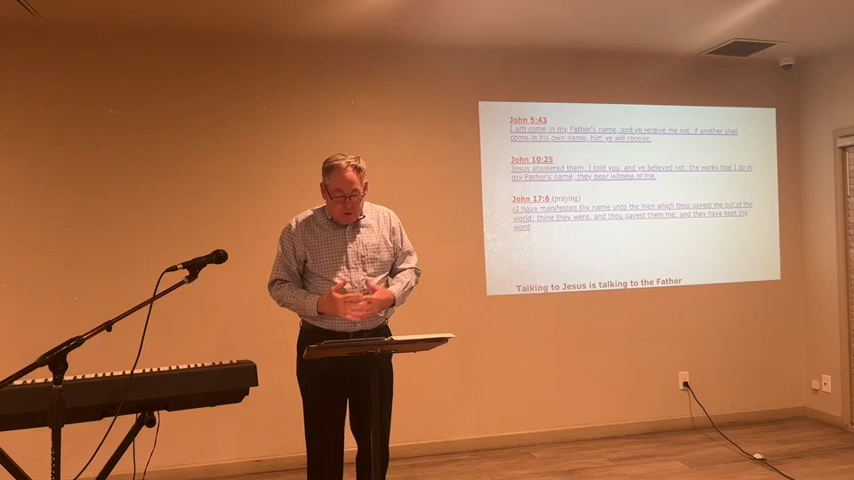 John 5:43
I am come in my Father's name, and ye receive me not: if another shall
come in his own name, him ye will receive.
John 10:25
Jesus answered them, I told you, and ye believed not: the works that I do in
my Father's name, they bear witness of me.
John 17:6 (praying)
I have manifested thy name unto the men which thou gavest me out of the
world: thine they were, and thou gavest them me; and they have kept thy
word
Talking to Jesus is talking to the Father